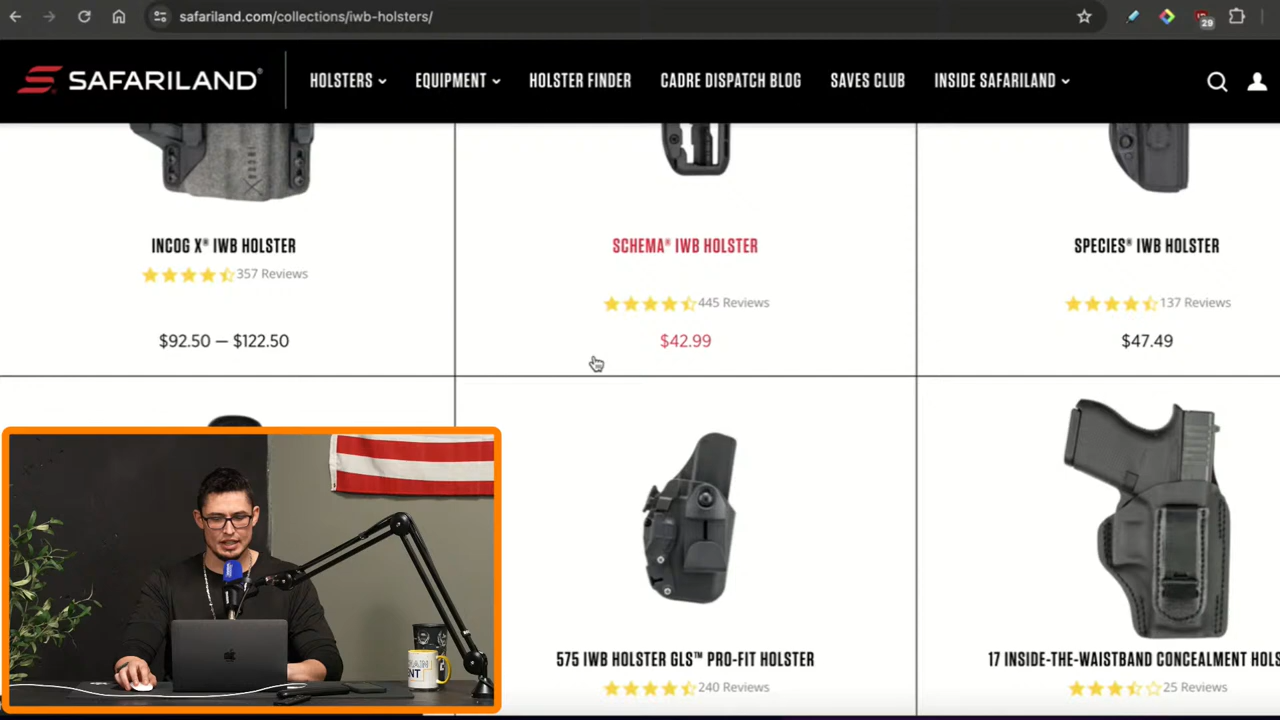 safariland.com/collections/iwb-holsters/
29
SAFARILAND®
HOLSTERS
EQUIPMENT
HOLSTER FINDER
CADRE DISPATCH BLOG
SAVES CLUB
INSIDE SAFARILAND
INCOG X® IWB HOLSTER
357 Reviews
$92.50 — $122.50
SCHEMA® IWB HOLSTER
445 Reviews
$42.99
SPECIES® IWB HOLSTER
137 Reviews
$47.49
575 IWB HOLSTER GLS™ PRO-FIT HOLSTER
240 Reviews
17 INSIDE-THE-WAISTBAND CONCEALMENT HOLS
25 Reviews